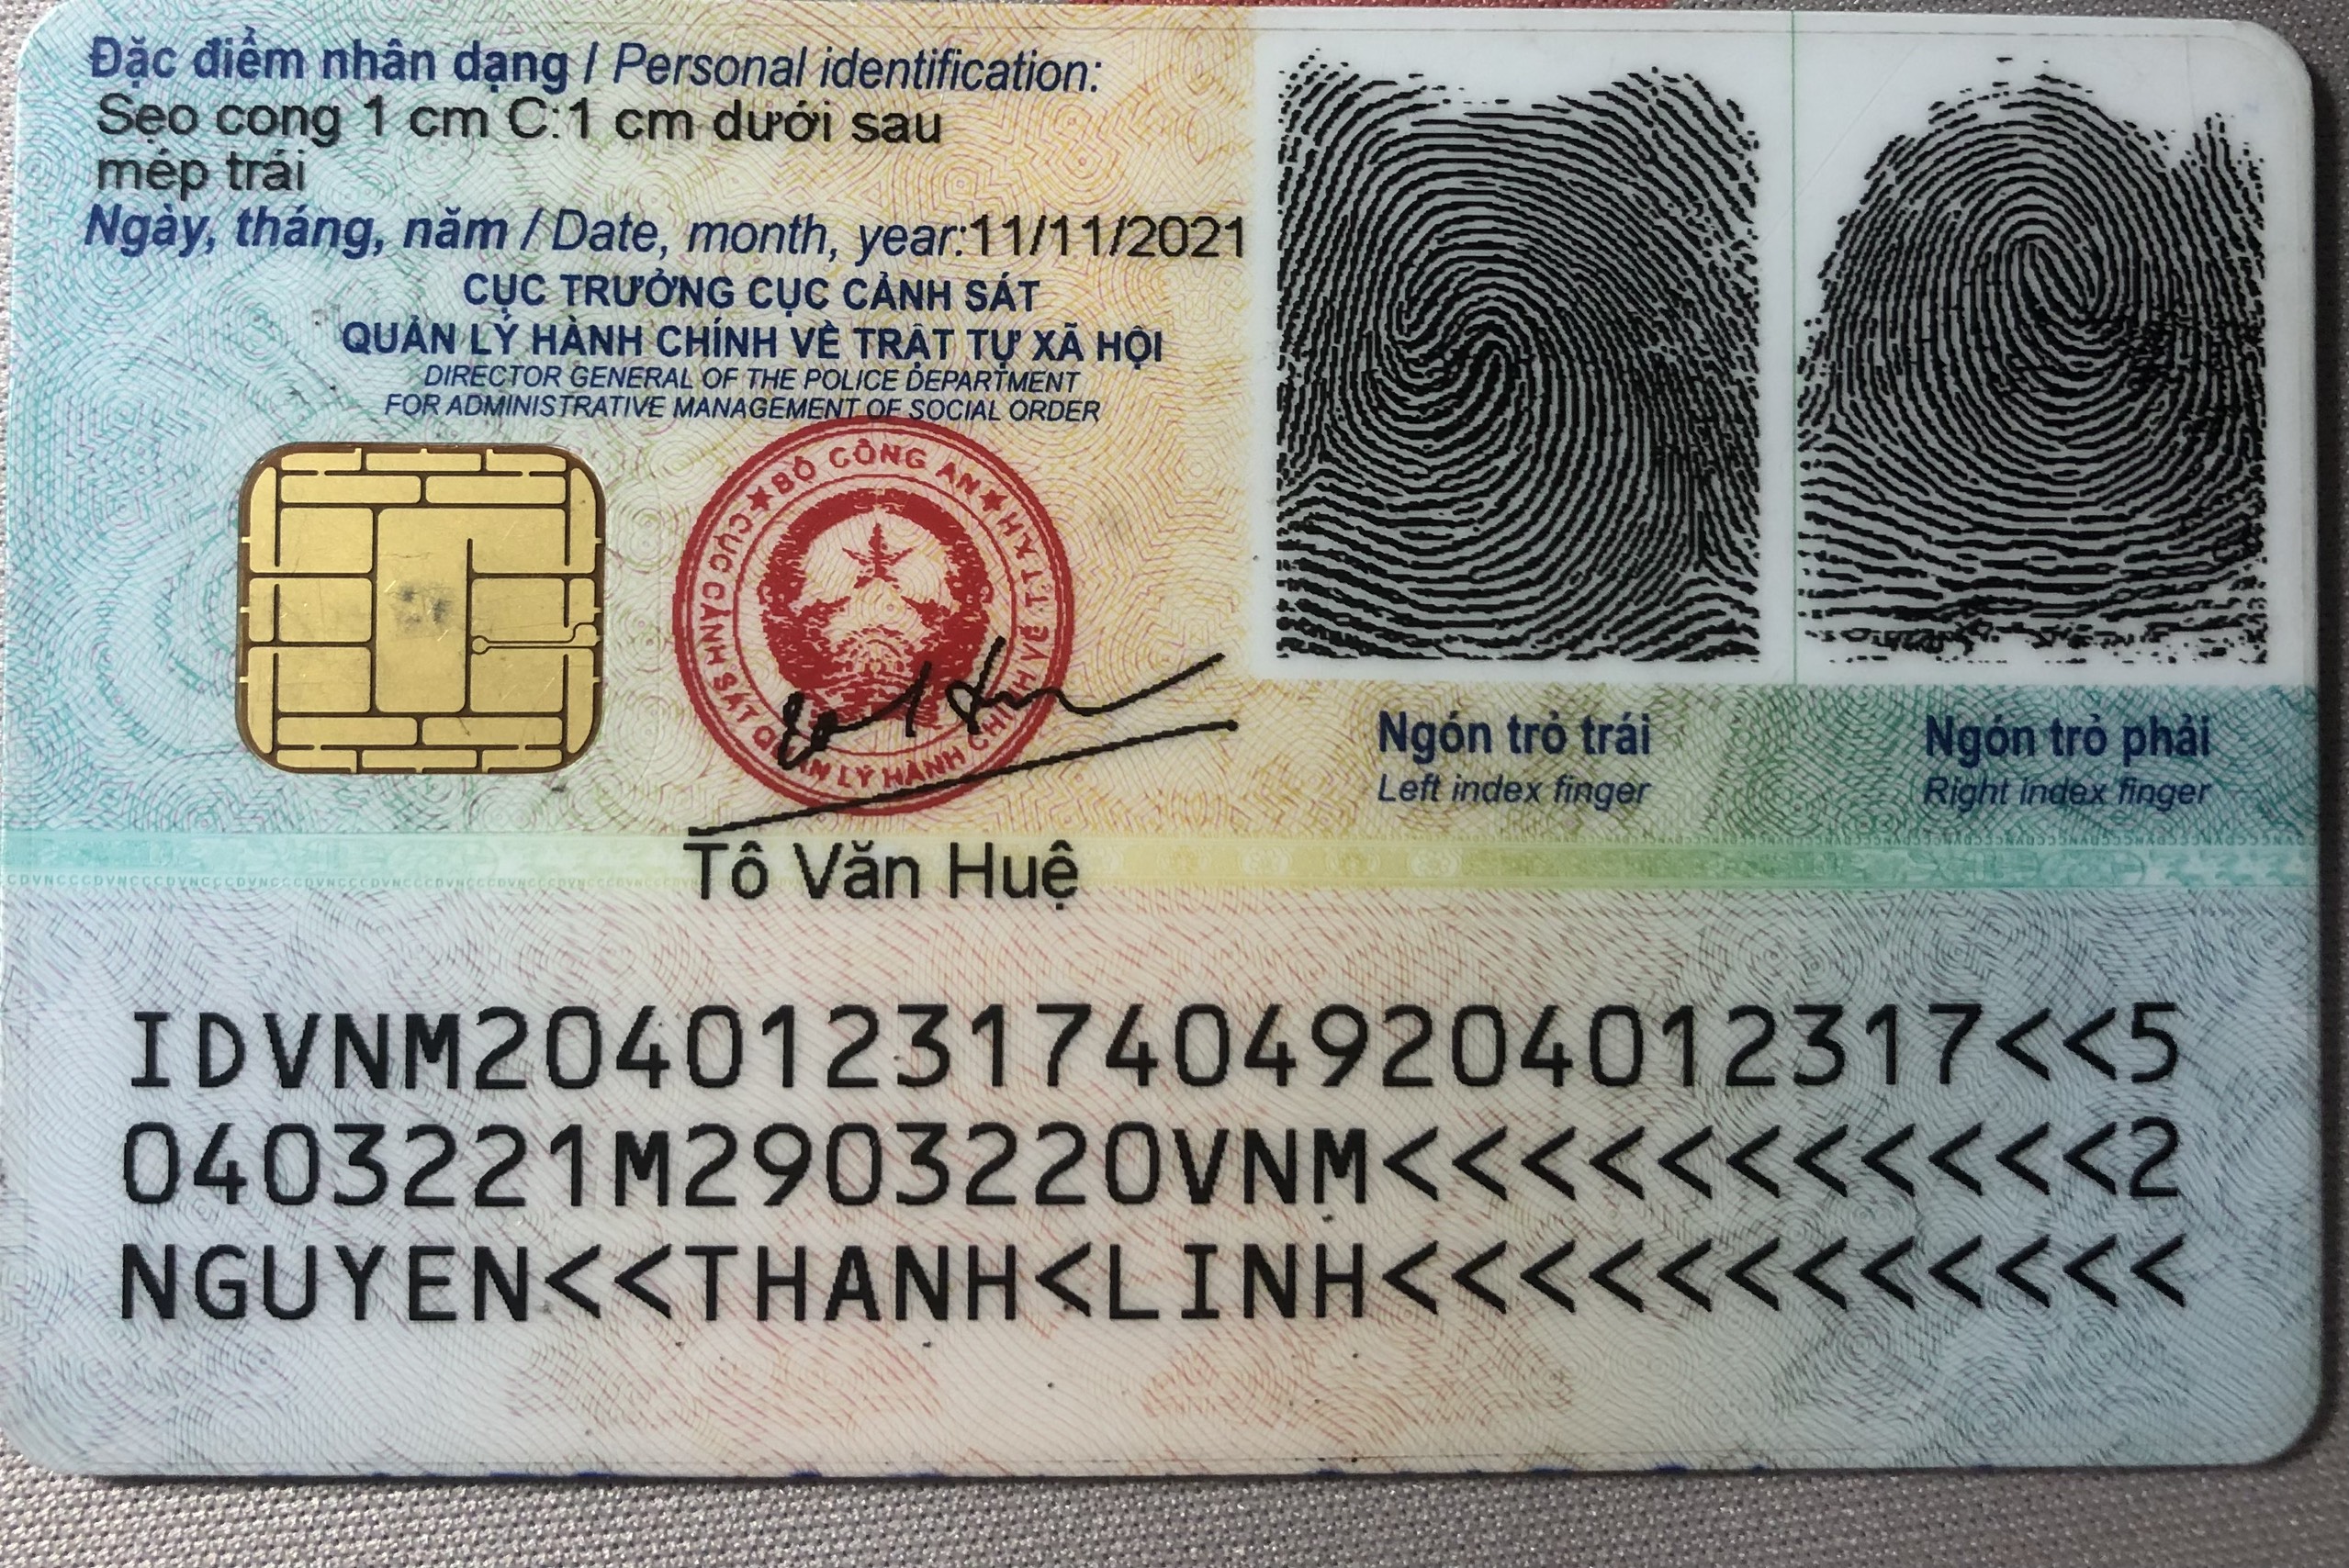 Đặc điểm nhân dạng / Personal identification:
Sẹo cong 1 cm C:1 cm dưới sau
mép trái
Ngày, tháng, năm / Date, month, year:11/11/2021
CỤC TRƯỞNG CỤC CẢNH SÁT
QUẢN LÝ HÀNH CHÍNH VỀ TRẬT TỰ XÃ HỘI
DIRECTOR GENERAL OF THE POLICE DEPARTMENT
FOR ADMINISTRATIVE MANAGEMENT OF SOCIAL ORDER
BỘ CÔNG AN
CỤC CẢNH SÁT QUẢN LÝ HÀNH CHÍNH VỀ TTXH
Tô Văn Huệ
Ngón trỏ trái
Left index finger
Ngón trỏ phải
Right index finger
IDVNM2040123174049204012317<<5
0403221M2903220VNM<<<<<<<<<<<2
NGUYEN<<THANH<LINH<<<<<<<<<<<<